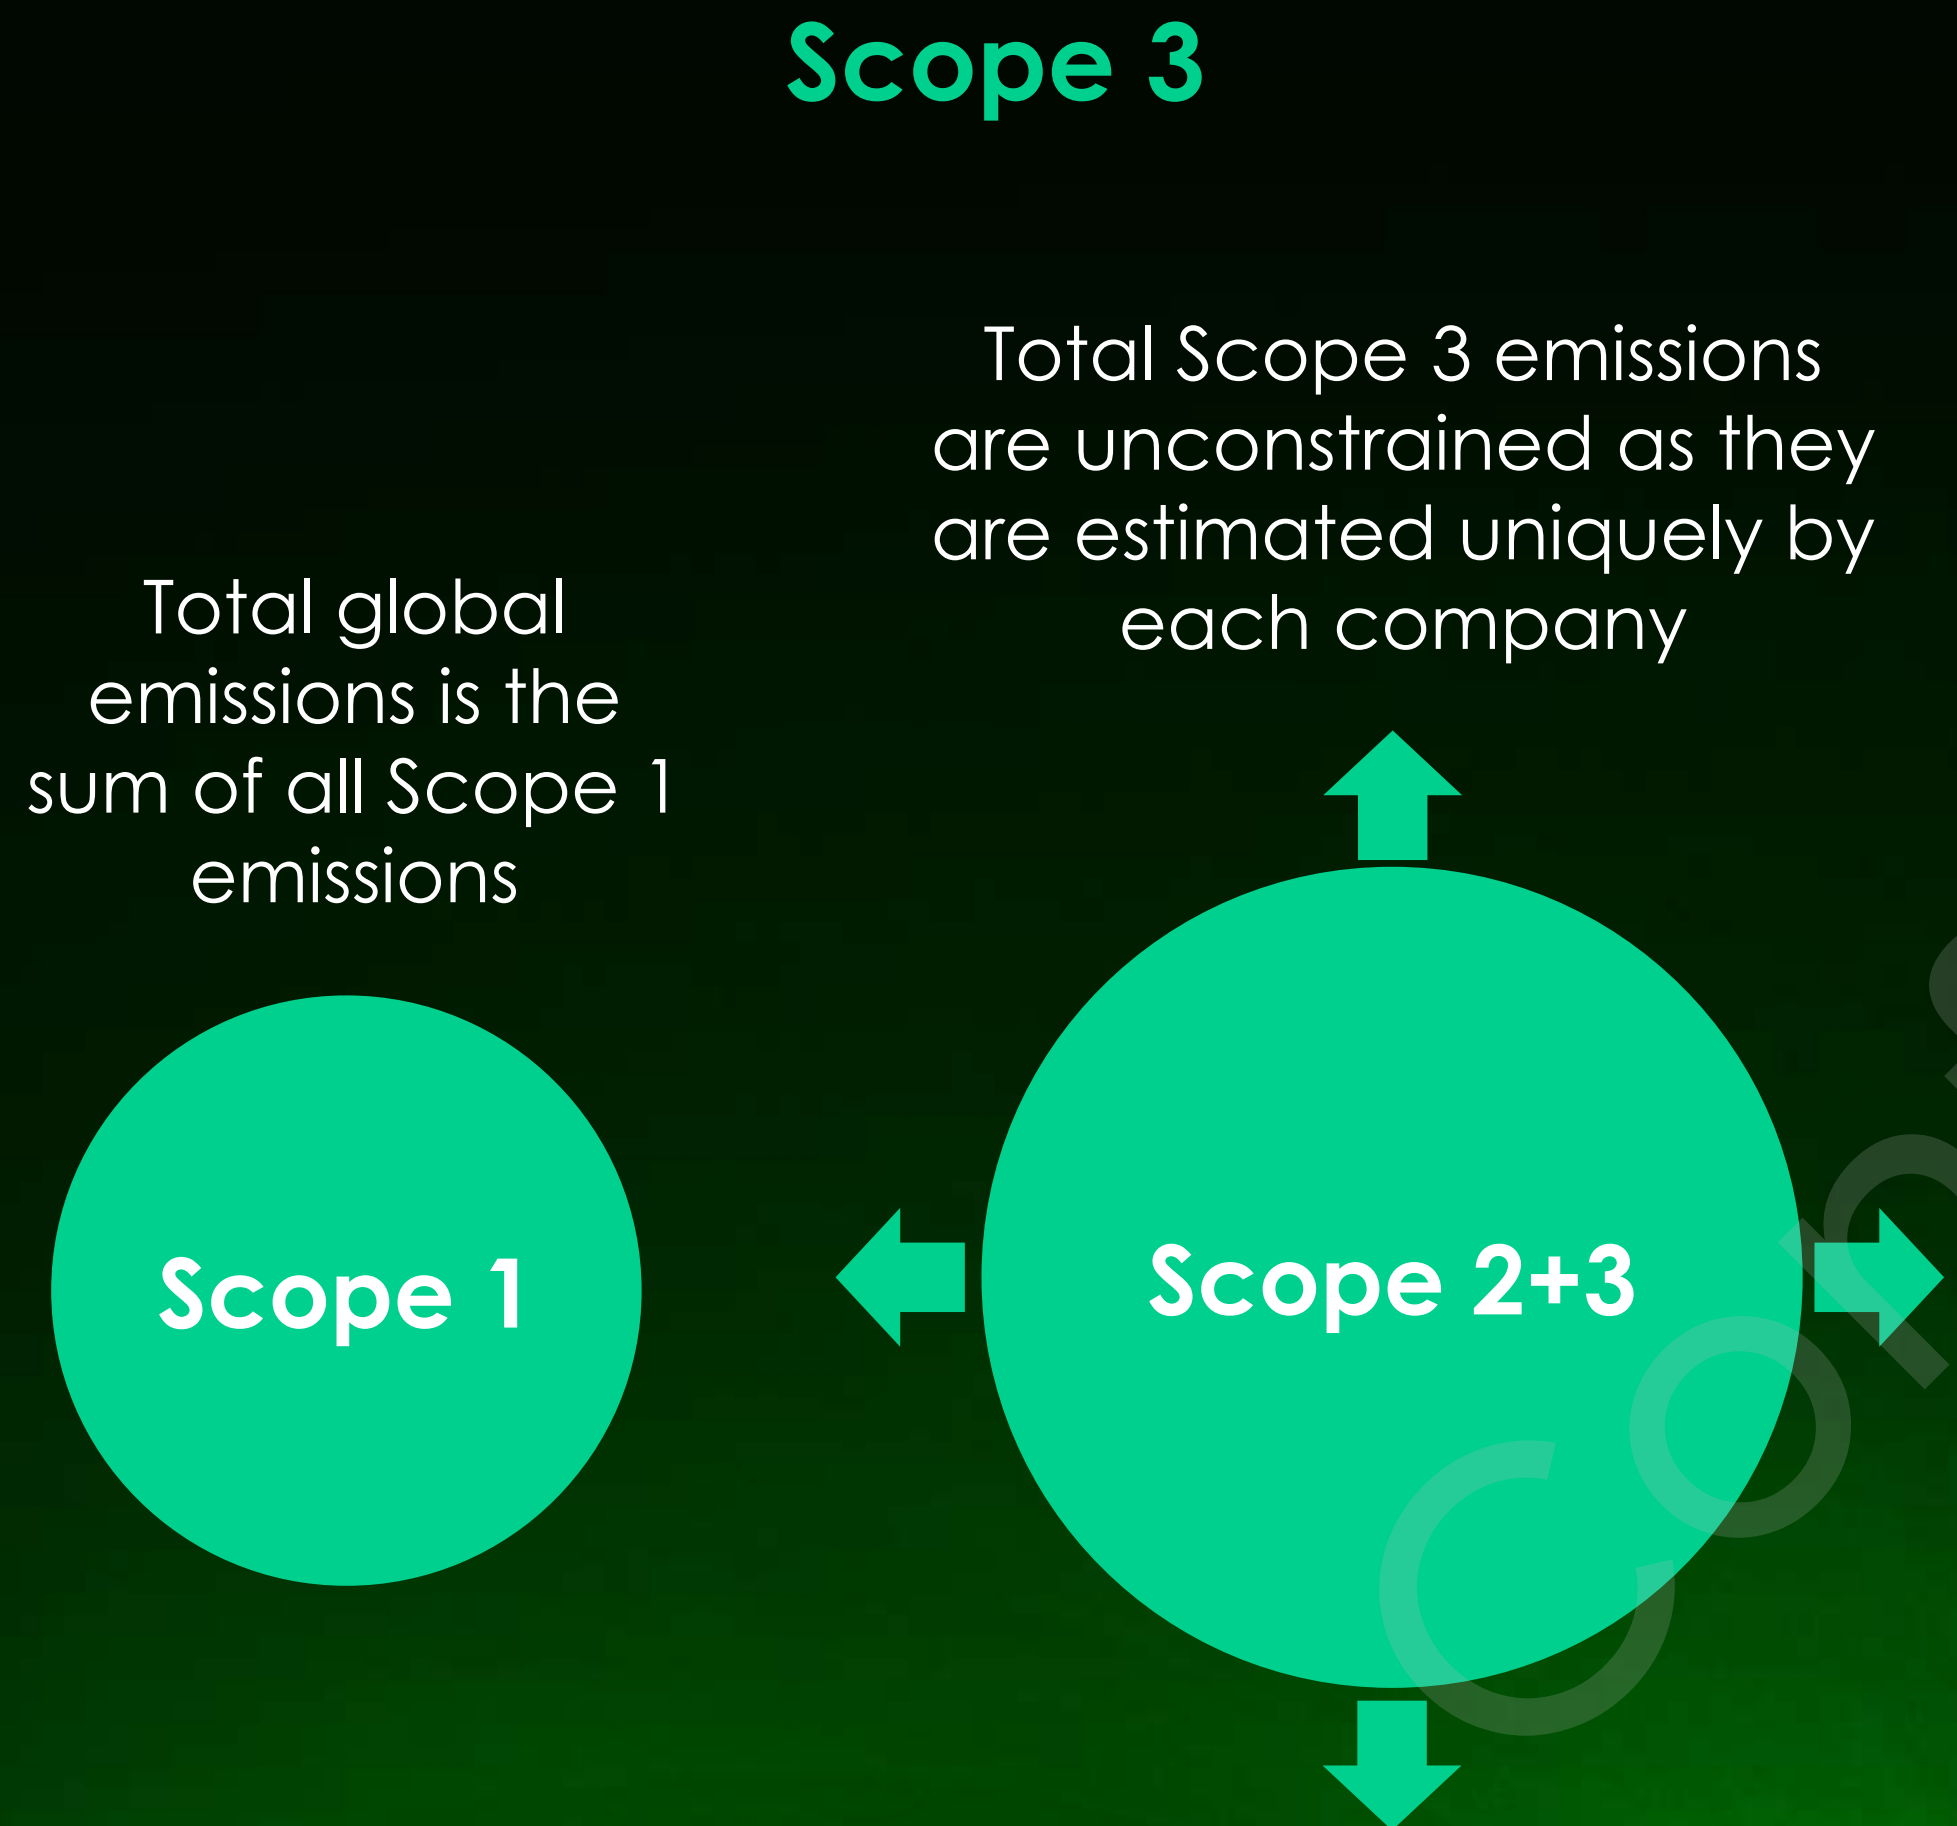 Scope 3
Total global
emissions is the
sum of all Scope 1
emissions
Total Scope 3 emissions
are unconstrained as they
are estimated uniquely by
each company
Scope 1
Scope 2+3